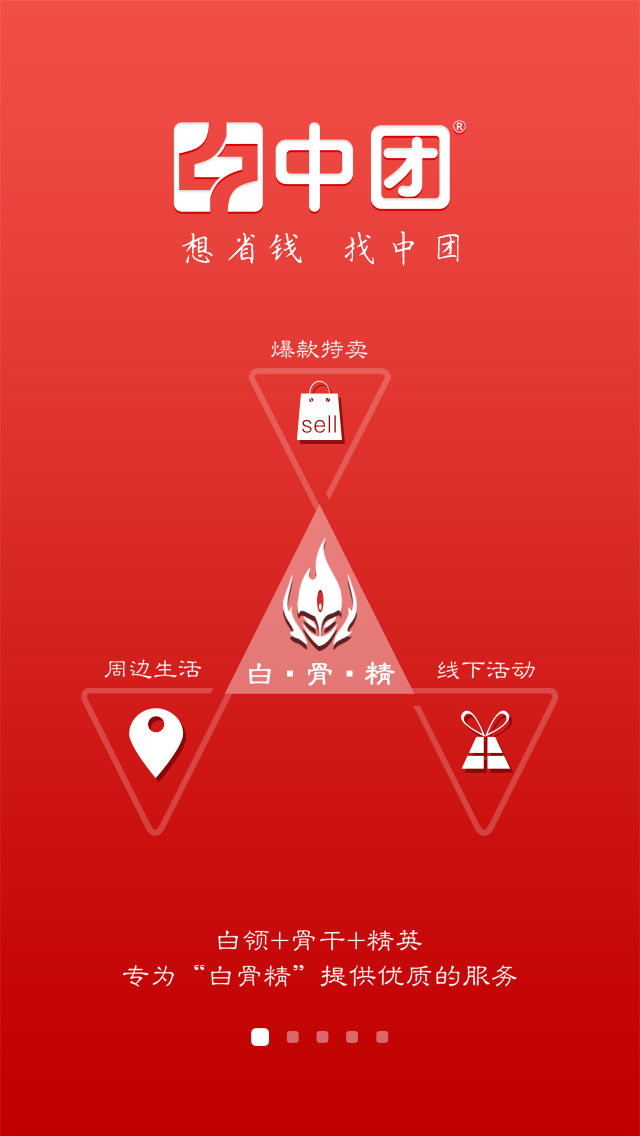 中团®
想省钱 找中团
爆款特卖
sell
周边生活
白·骨·精
线下活动
白领+骨干+精英
专为“白骨精”提供优质的服务